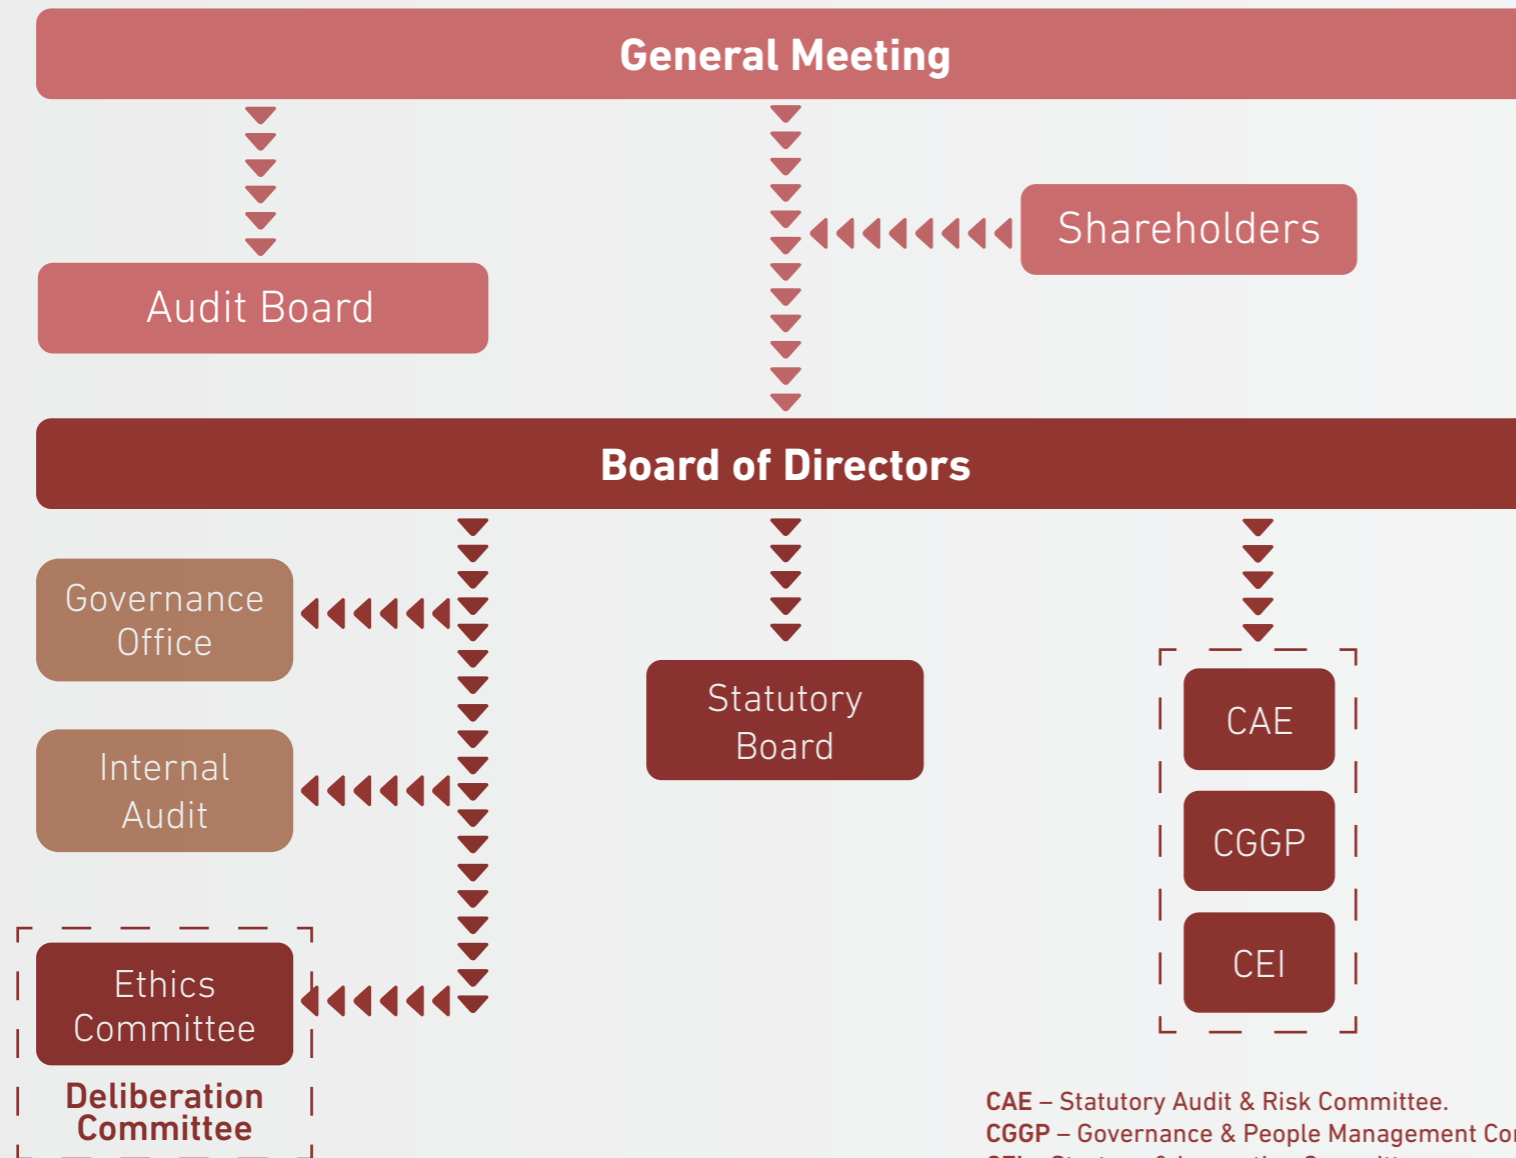 General Meeting
Shareholders
Audit Board
Board of Directors
Governance
Office
Statutory
Board
CAE
Internal
Audit
CGGP
CEI
Ethics
Committee
Deliberation
Committee
CAE – Statutory Audit & Risk Committee.
CGGP – Governance & People Management